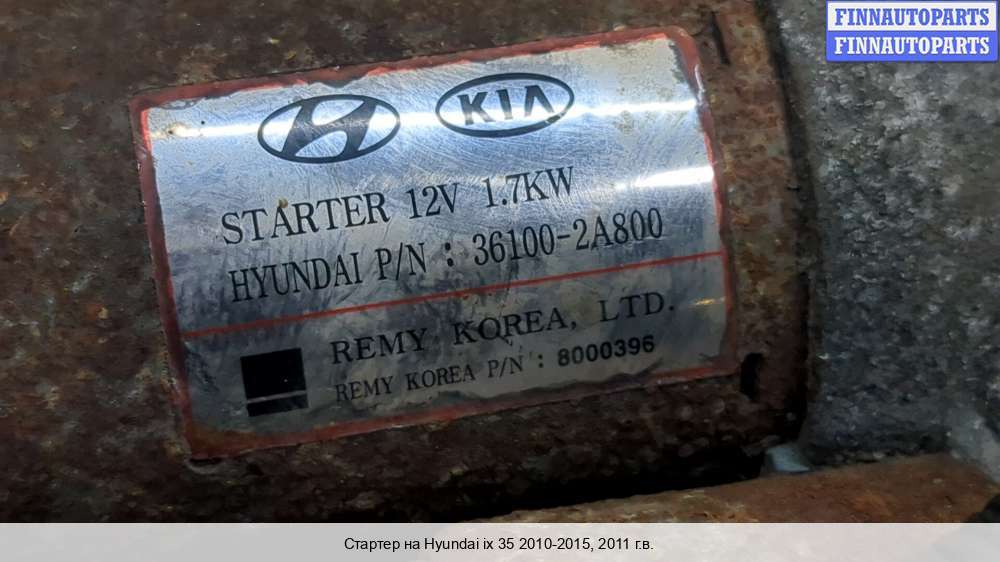 FINNAUTOPARTS
FINNAUTOPARTS
KIA
STARTER 12V 1.7KW
HYUNDAI P/N : 36100-2A800
REMY KOREA, LTD.
REMY KOREA P/N : 8000396
Стартер на Hyundai ix 35 2010-2015, 2011 г.в.